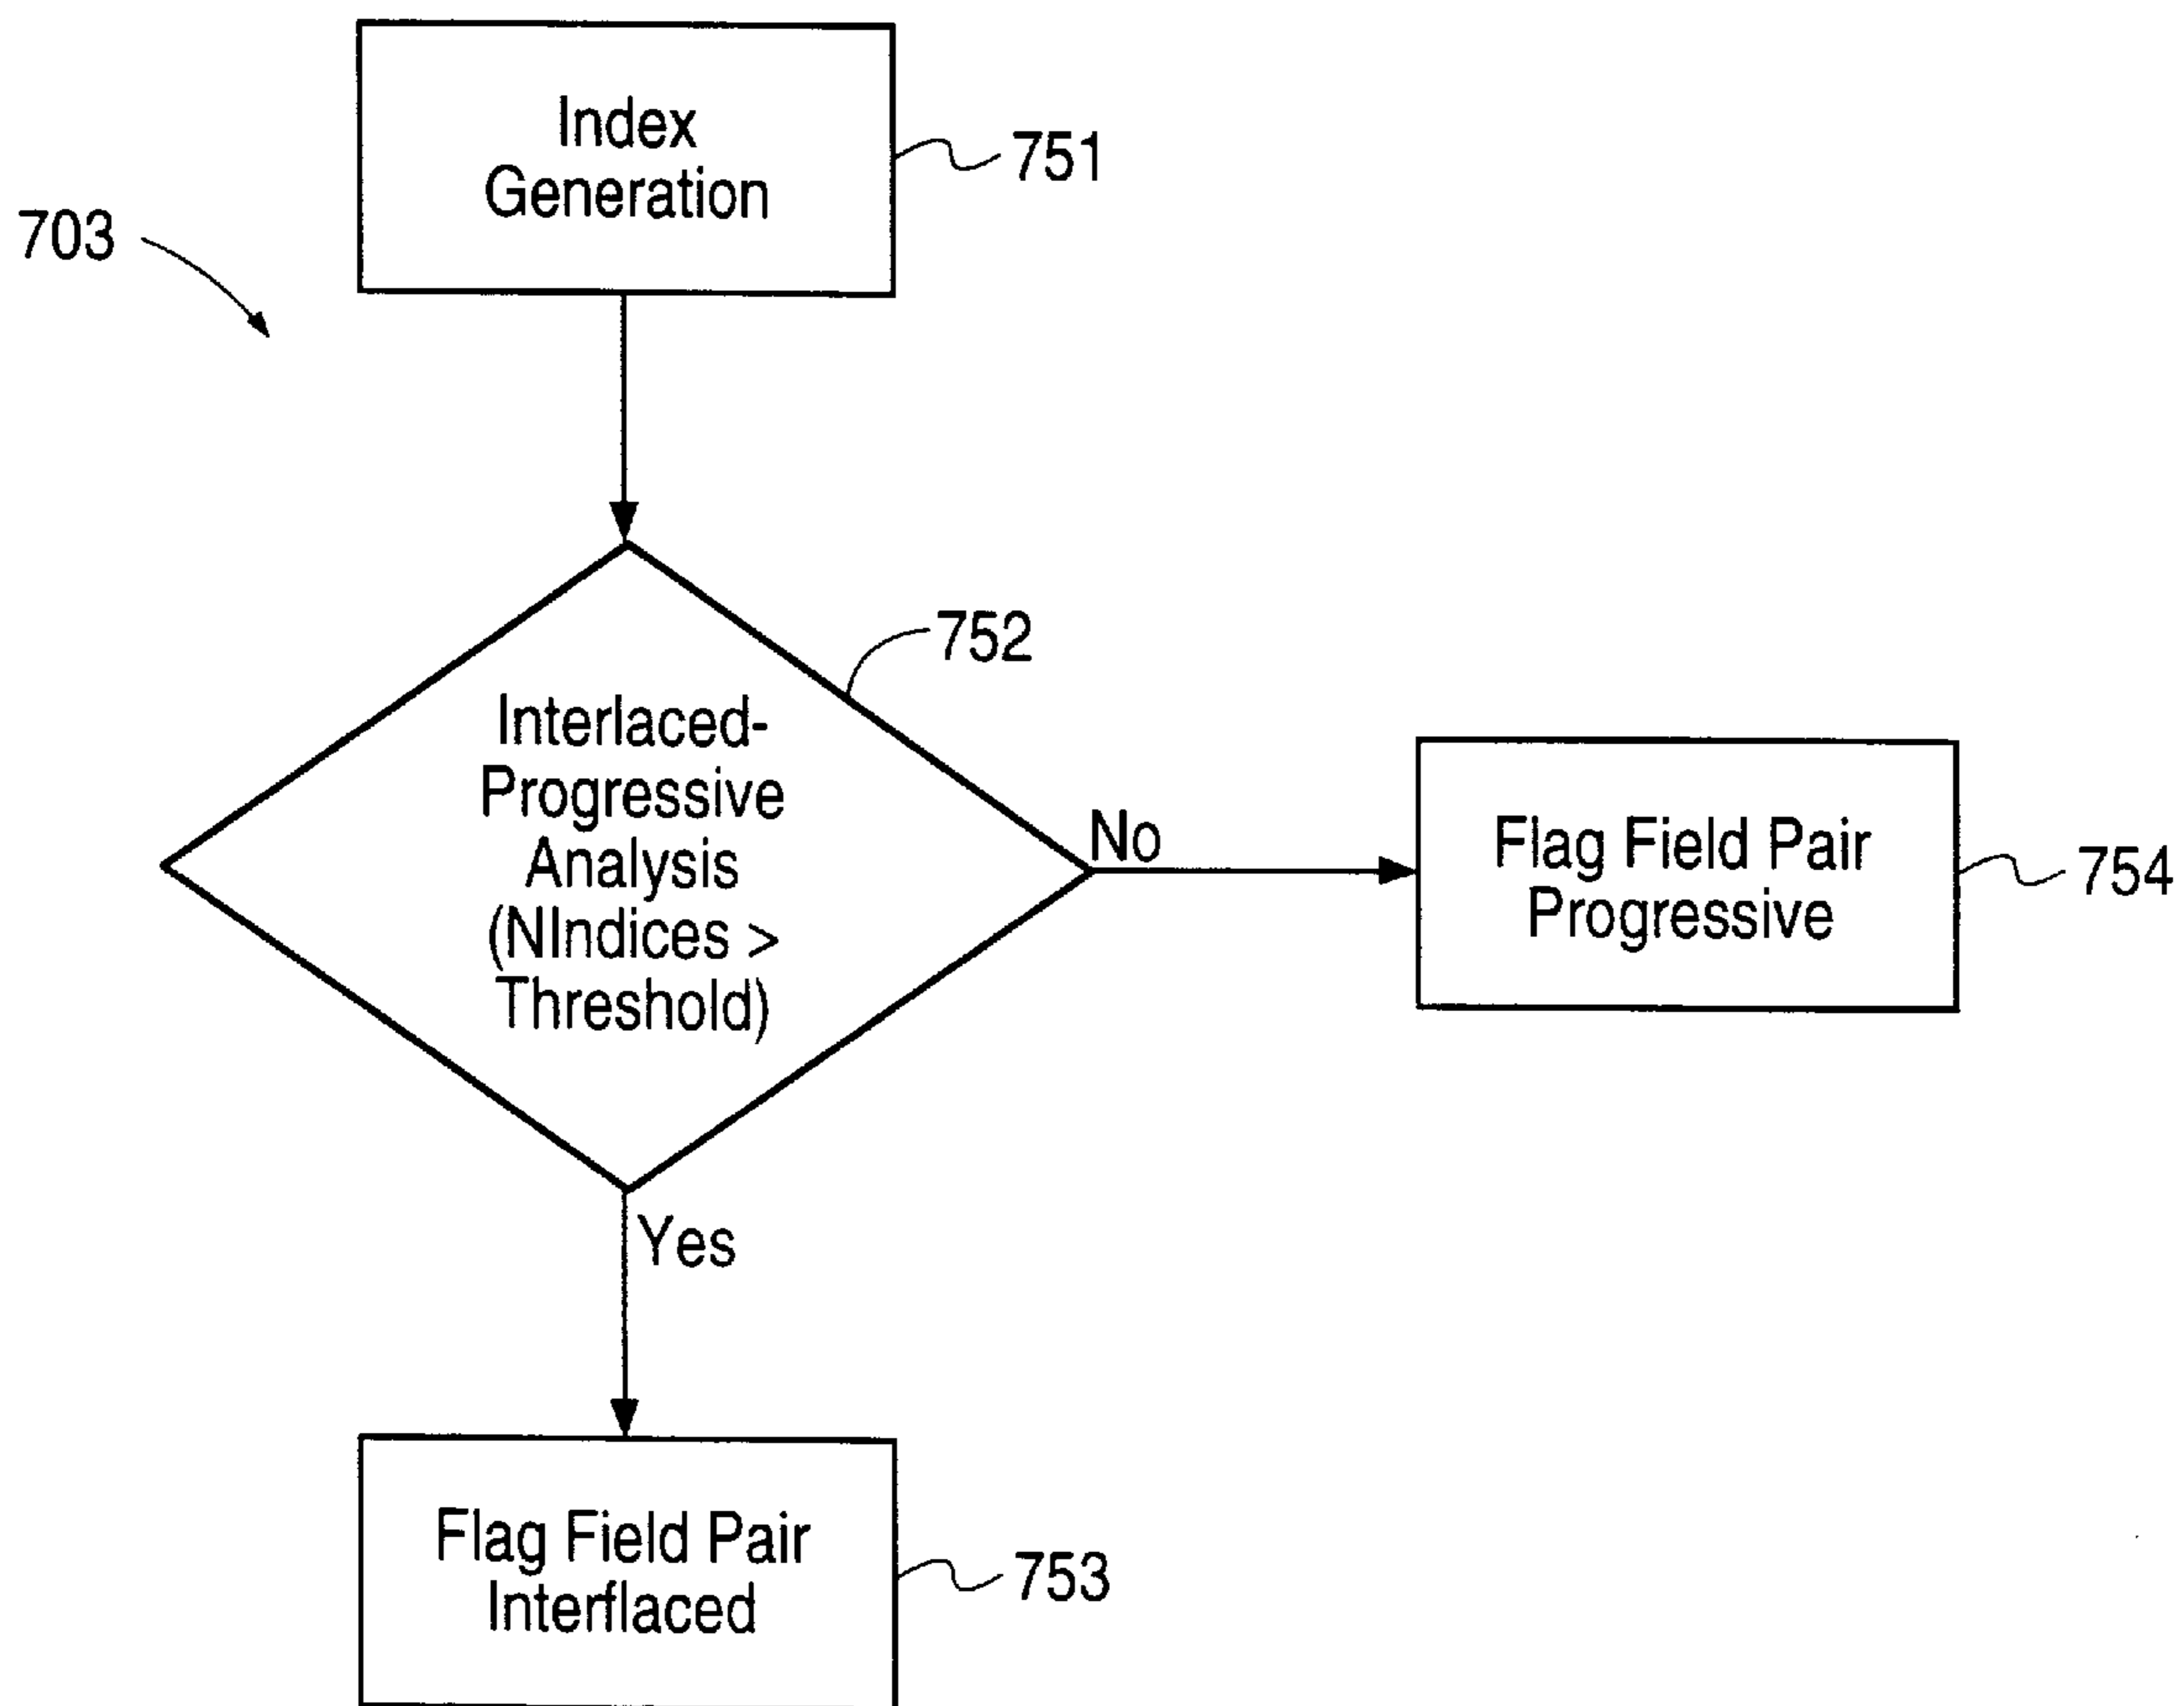 Index
Generation
751
703
752
Interlaced-
Progressive
Analysis
(NIndices >
Threshold)
No
Flag Field Pair
Progressive
754
Yes
Flag Field Pair
Interflaced
753